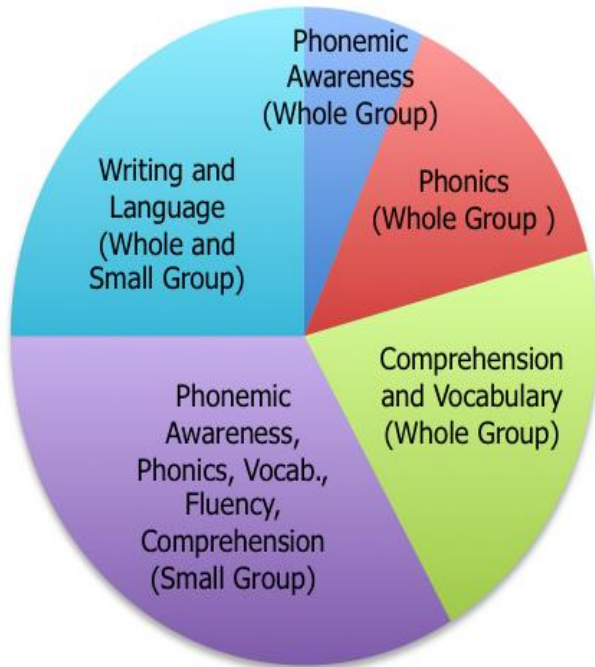 Phonemic
Awareness
(Whole Group)
Phonics
(Whole Group )
Comprehension
and Vocabulary
(Whole Group)
Phonemic
Awareness,
Phonics, Vocab.,
Fluency,
Comprehension
(Small Group)
Writing and
Language
(Whole and
Small Group)